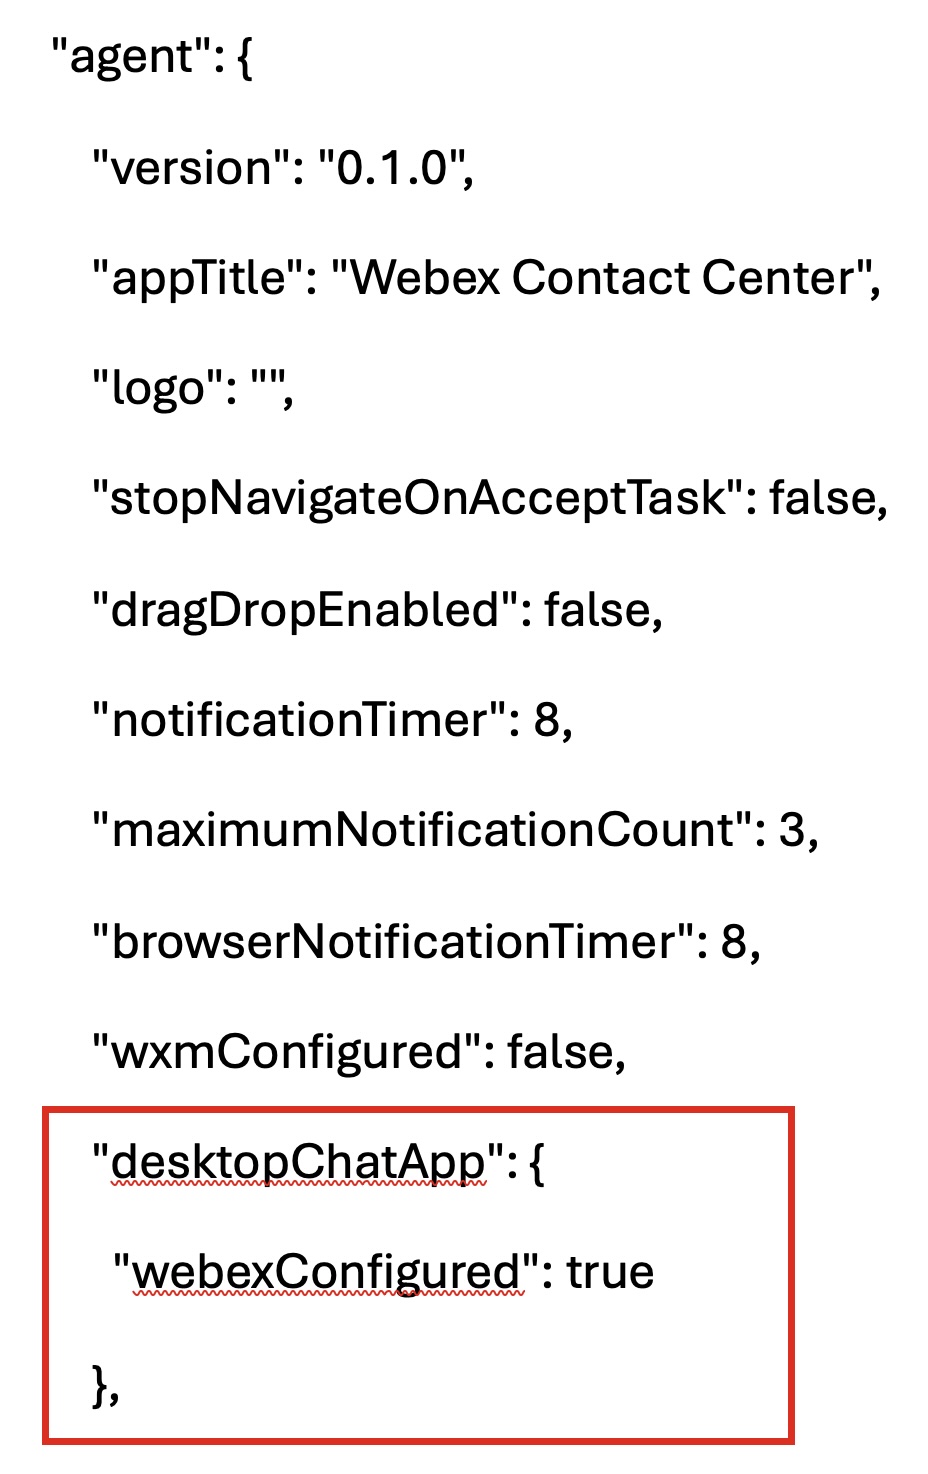 "agent": {
"version": "0.1.0",
"appTitle": "Webex Contact Center",
"logo": "",
"stopNavigateOnAcceptTask": false,
"dragDropEnabled": false,
"notificationTimer": 8,
"maximumNotificationCount": 3,
"browserNotificationTimer": 8,
"wxmConfigured": false,
"desktopChatApp": {
"webexConfigured": true
},